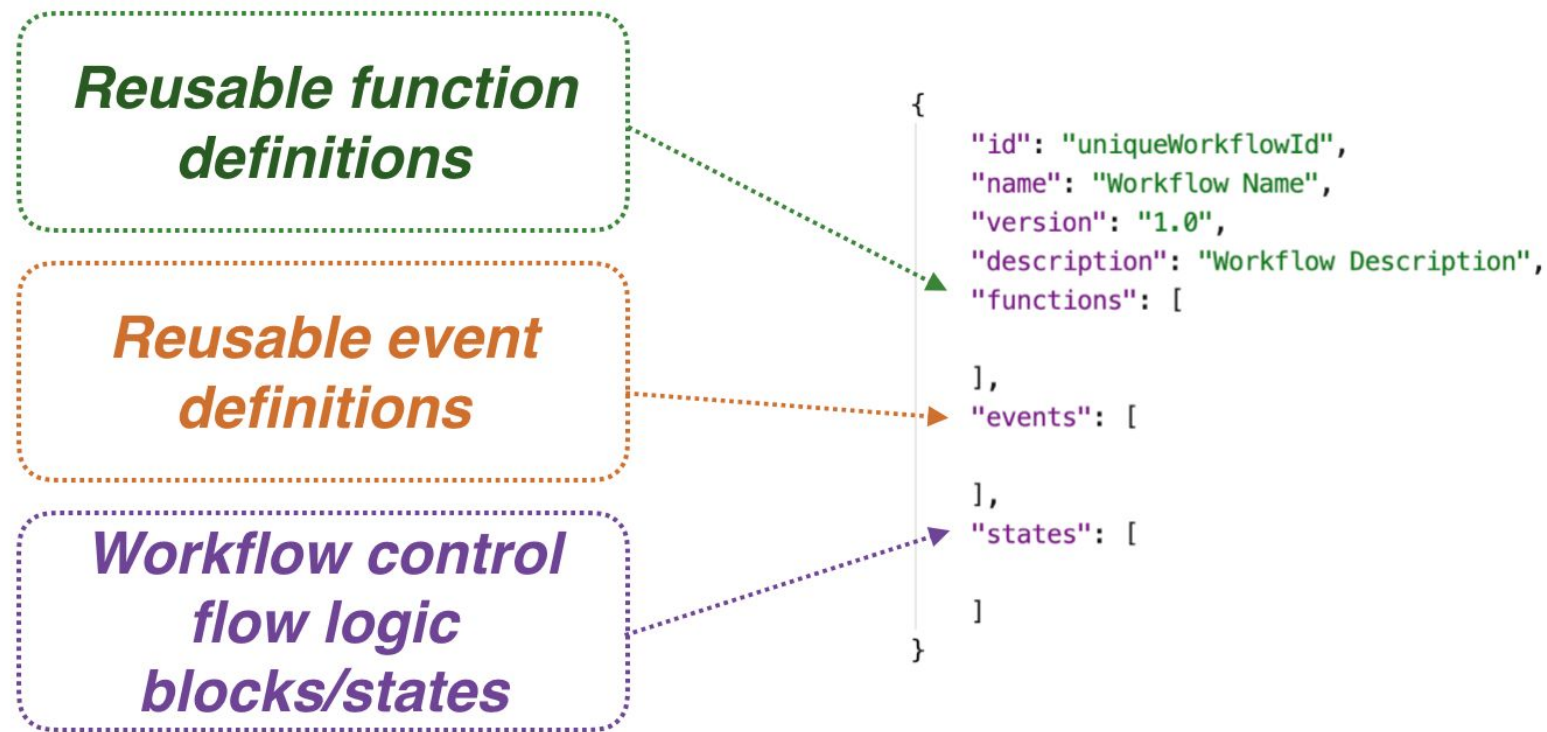 Reusable function
definitions
Reusable event
definitions
Workflow control
flow logic
blocks/states
{
"id": "uniqueWorkflowId",
"name": "Workflow Name",
"version": "1.0",
"description": "Workflow Description",
"functions": [
],
"events": [
],
"states": [
]
}